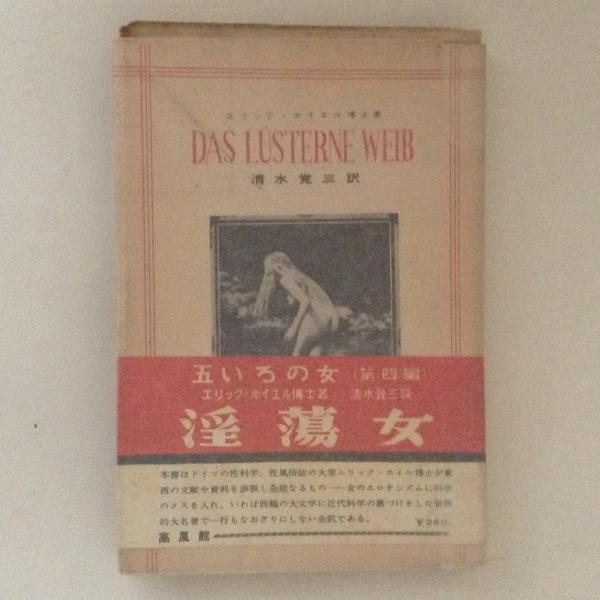 エリック・ホイエル博士著
DAS LÜSTERNE WEIB
清水覚三訳
五いろの女(第四編)
エリック・ホイエル博士著 清水覚三訳
淫蕩女
本書はドイツの性科学、性風俗誌の大家エリック・ホイル博士が東
西の文献や資料を渉猟し全能なるもの――女のエロチシズムに科学
のメスを入れ、いわば西鶴の大文学に近代科学の裏づけをした世界
的大名著で一行もなおざりにしない全訳である。 ¥260.
高風館